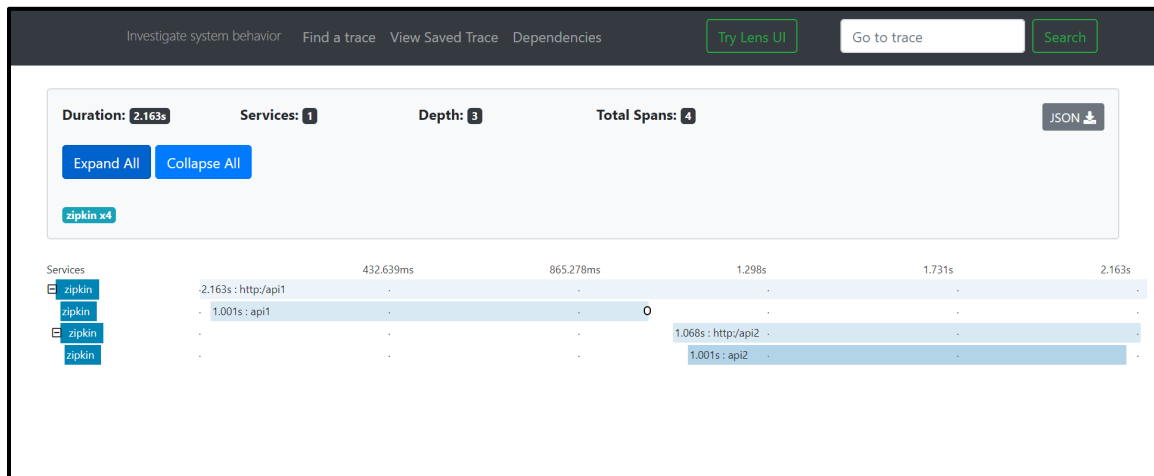 Investigate system behavior Find a trace View Saved Trace Dependencies Try Lens UI Go to trace Search
Duration: 2.163s Services: 1 Depth: 3 Total Spans: 4 JSON
Expand All Collapse All
zipkin x4
Services 432.639ms 865.278ms 1.298s 1.731s 2.163s
zipkin 2.163s : http:/api1
zipkin 1.001s : api1
zipkin 1.068s : http:/api2
zipkin 1.001s : api2